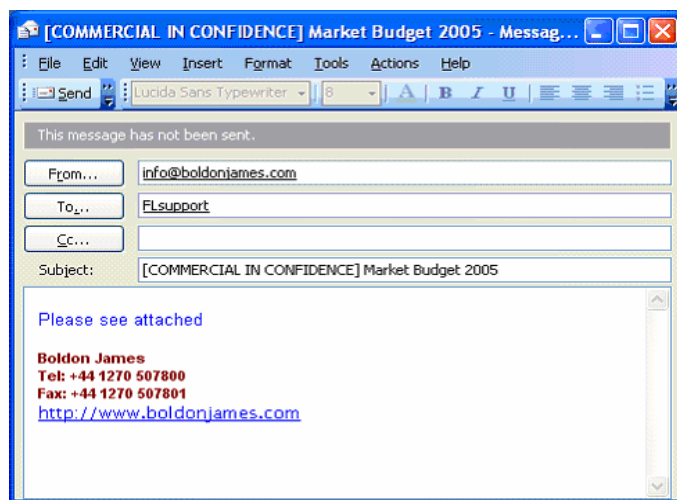 [COMMERCIAL IN CONFIDENCE] Market Budget 2005 - Messag...
File Edit View Insert Format Tools Actions Help
Send Lucida Sans Typewriter 8 A B I U
This message has not been sent.
From... info@boldonjames.com
To... FLsupport
Cc...
Subject: [COMMERCIAL IN CONFIDENCE] Market Budget 2005
Please see attached
Boldon James
Tel: +44 1270 507800
Fax: +44 1270 507801
http://www.boldonjames.com